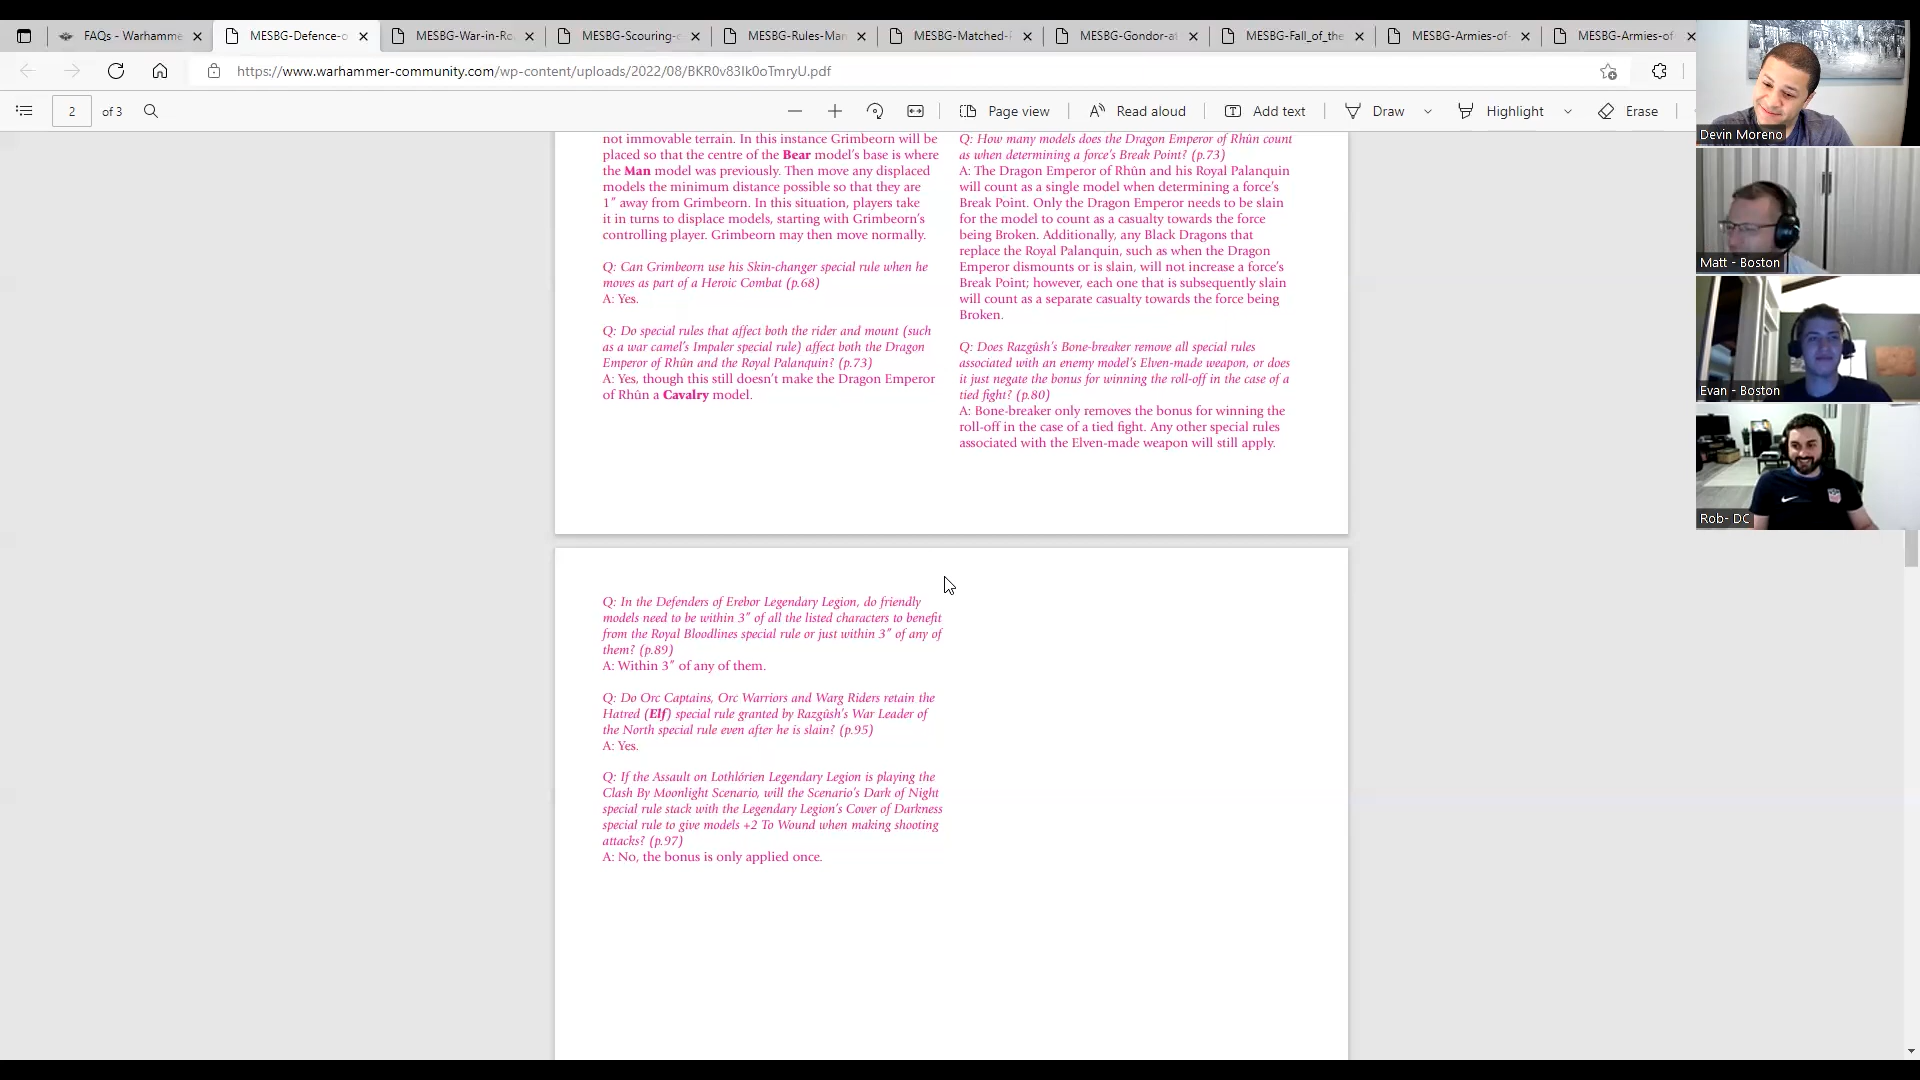 FAQs - Warhamme
MESBG-Defence-o
MESBG-War-in-Ro
MESBG-Scouring-
MESBG-Rules-Man
MESBG-Matched-
MESBG-Gondor-a
MESBG-Fall_of_the
MESBG-Armies-of-
MESBG-Armies-of-
https://www.warhammer-community.com/wp-content/uploads/2022/08/BKR0v83Ik0oTmryU.pdf
2 of 3
Page view
Read aloud
Add text
Draw
Highlight
Erase
not immovable terrain. In this instance Grimbeorn will be
placed so that the centre of the Bear model's base is where
the Man model was previously. Then move any displaced
models the minimum distance possible so that they are
1" away from Grimbeorn. In this situation, players take
it in turns to displace models, starting with Grimbeorn's
controlling player. Grimbeorn may then move normally.
Q: Can Grimbeorn use his Skin-changer special rule when he
moves as part of a Heroic Combat (p.68)
A: Yes.
Q: Do special rules that affect both the rider and mount (such
as a war camel's Impaler special rule) affect both the Dragon
Emperor of Rhûn and the Royal Palanquin? (p.73)
A: Yes, though this still doesn't make the Dragon Emperor
of Rhûn a Cavalry model.
Q: How many models does the Dragon Emperor of Rhûn count
as when determining a force's Break Point? (p.73)
A: The Dragon Emperor of Rhûn and his Royal Palanquin
will count as a single model when determining a force's
Break Point. Only the Dragon Emperor needs to be slain
for the model to count as a casualty towards the force
being Broken. Additionally, any Black Dragons that
replace the Royal Palanquin, such as when the Dragon
Emperor dismounts or is slain, will not increase a force's
Break Point; however, each one that is subsequently slain
will count as a separate casualty towards the force being
Broken.
Q: Does Razgûsh's Bone-breaker remove all special rules
associated with an enemy model's Elven-made weapon, or does
it just negate the bonus for winning the roll-off in the case of a
tied fight? (p.80)
A: Bone-breaker only removes the bonus for winning the
roll-off in the case of a tied fight. Any other special rules
associated with the Elven-made weapon will still apply.
Q: In the Defenders of Erebor Legendary Legion, do friendly
models need to be within 3" of all the listed characters to benefit
from the Royal Bloodlines special rule or just within 3" of any of
them? (p.89)
A: Within 3" of any of them.
Q: Do Orc Captains, Orc Warriors and Warg Riders retain the
Hatred (Elf) special rule granted by Razgûsh's War Leader of
the North special rule even after he is slain? (p.95)
A: Yes.
Q: If the Assault on Lothlórien Legendary Legion is playing the
Clash By Moonlight Scenario, will the Scenario's Dark of Night
special rule stack with the Legendary Legion's Cover of Darkness
special rule to give models +2 To Wound when making shooting
attacks? (p.97)
A: No, the bonus is only applied once.
Devin Moreno
Matt - Boston
Evan - Boston
Rob- DC